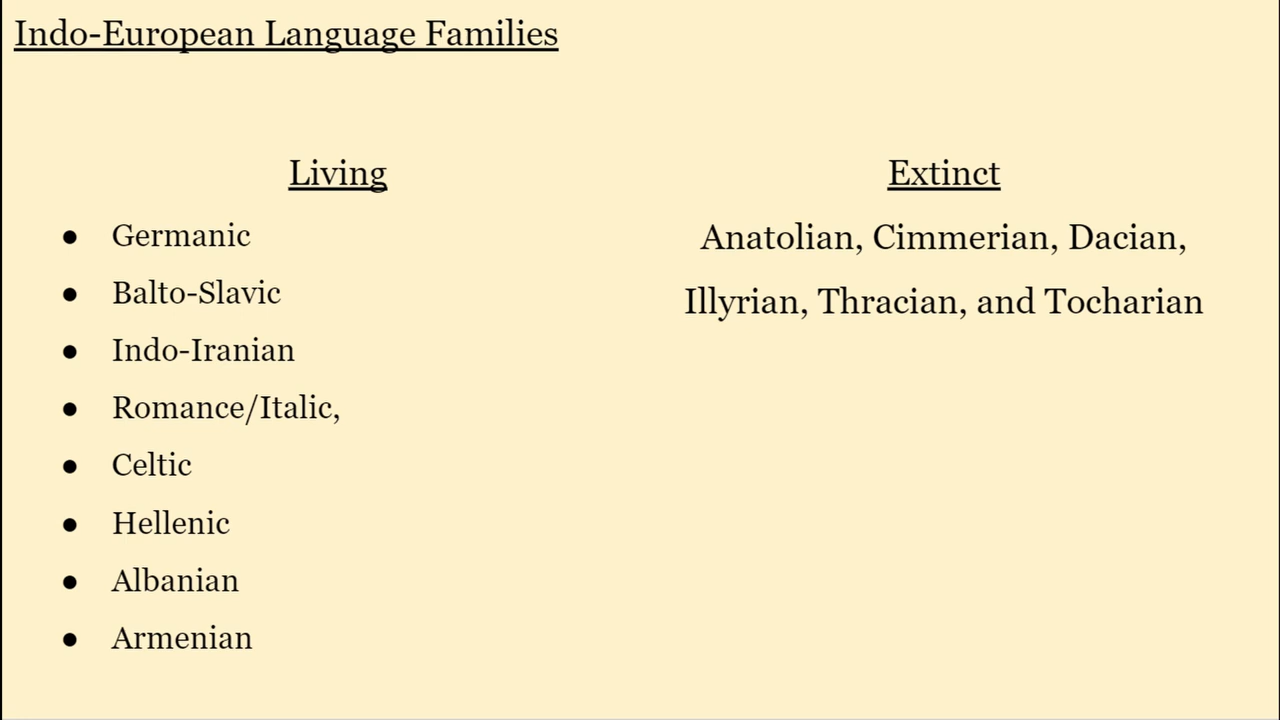 Indo-European Language Families
Living
● Germanic
● Balto-Slavic
● Indo-Iranian
● Romance/Italic,
● Celtic
● Hellenic
● Albanian
● Armenian
Extinct
Anatolian, Cimmerian, Dacian,
Illyrian, Thracian, and Tocharian